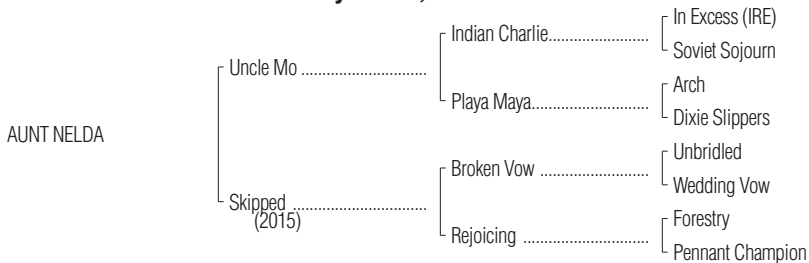 In Excess (IRE)
Indian Charlie........................
Soviet Sojourn
Uncle Mo ..............................
Arch
Playa Maya............................
Dixie Slippers
AUNT NELDA
Unbridled
Broken Vow ..........................
Wedding Vow
Skipped ................................
(2015)
Forestry
Rejoicing ..............................
Pennant Champion